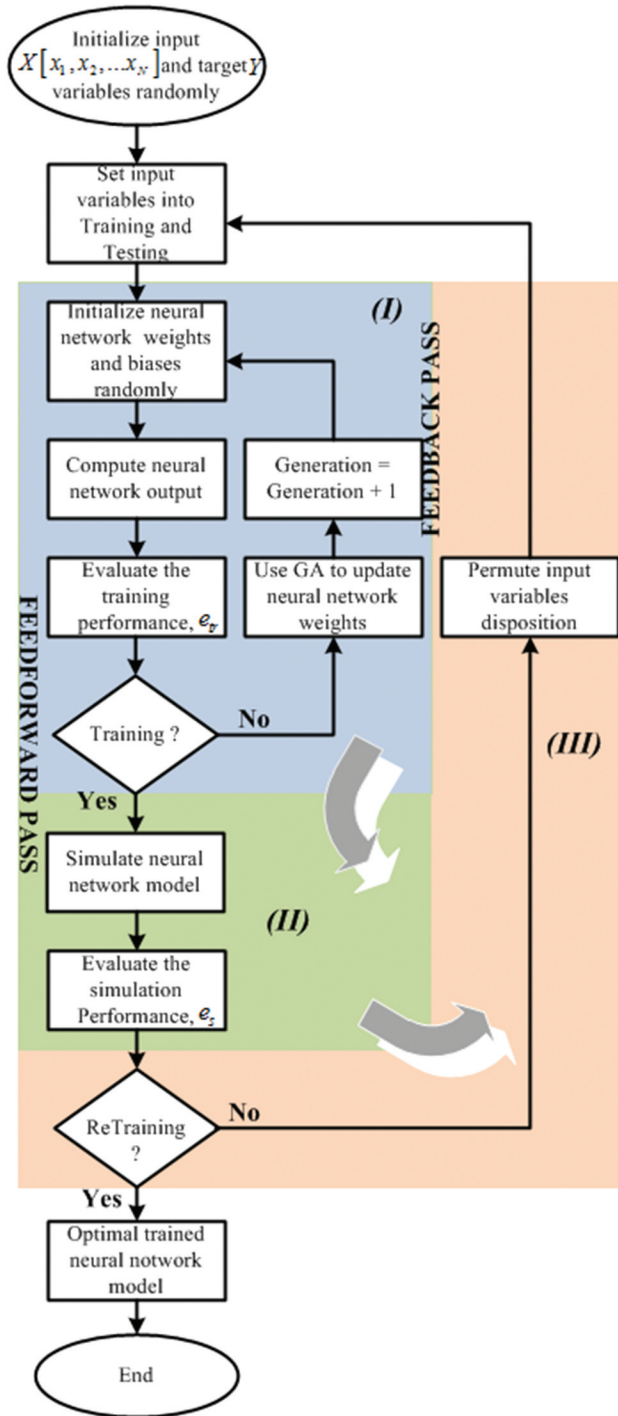 Initialize input
X[x₁, x₂, ...x_N] and target Y
variables randomly
Set input
variables into
Training and
Testing
(I)
Initialize neural
network weights
and biases
randomly
FEEDBACK PASS
Compute neural
network output
Generation =
Generation + 1
Evaluate the
training
performance, e_tr
Use GA to update
neural network
weights
Permute input
variables
disposition
FEEDFORWARD PASS
Training ?
No
(III)
Yes
Simulate neural
network model
(II)
Evaluate the
simulation
Performance, e_s
ReTraining
?
No
Yes
Optimal trained
neural notwork
model
End